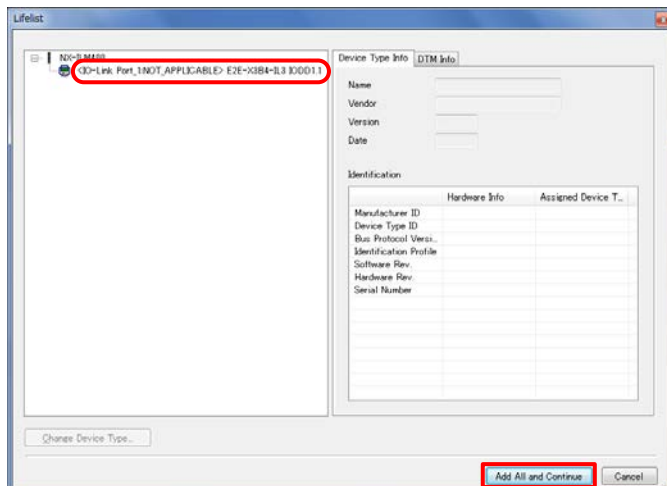 Lifelist
NX-ILM400
<IO-Link Port_1:NOT_APPLICABLE> E2E-X3B4-IL3 IODD1.1
Device Type Info
DTM Info
Name
Vendor
Version
Date
Identification
Hardware Info
Assigned Device T...
Manufacturer ID
Device Type ID
Bus Protocol Versi...
Identification Profile
Software Rev.
Hardware Rev.
Serial Number
Change Device Type...
Add All and Continue
Cancel